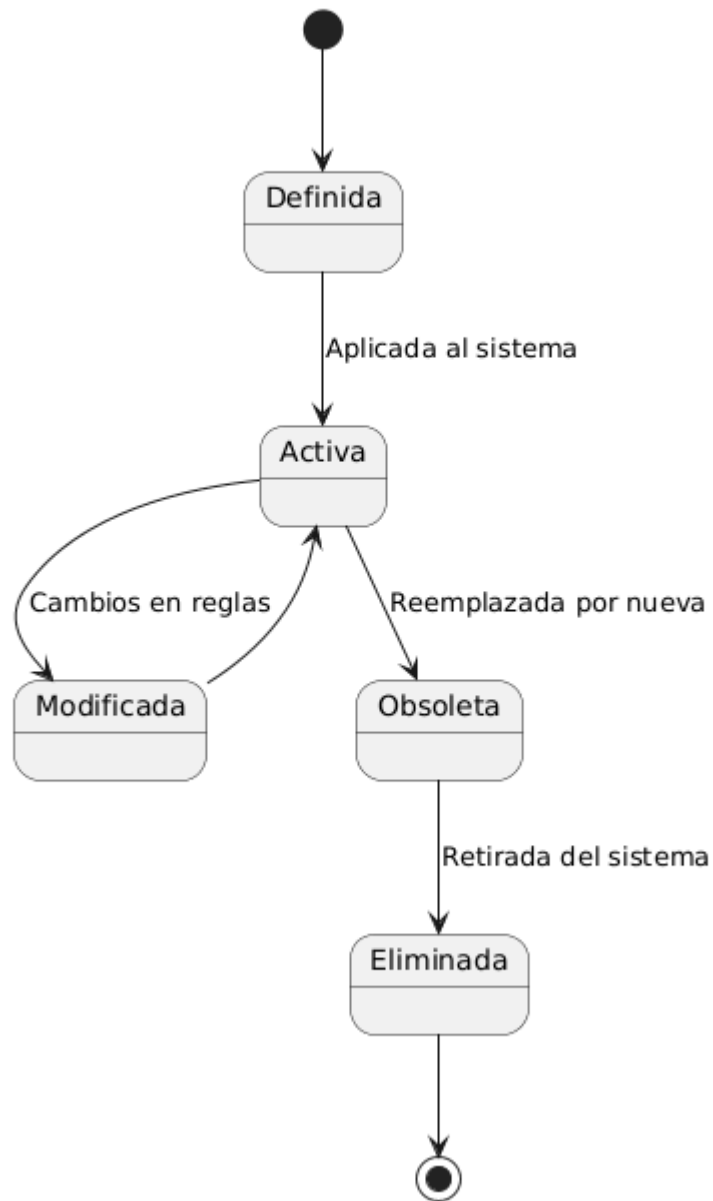 Definida
Aplicada al sistema
Activa
Cambios en reglas
Reemplazada por nueva
Modificada
Obsoleta
Retirada del sistema
Eliminada